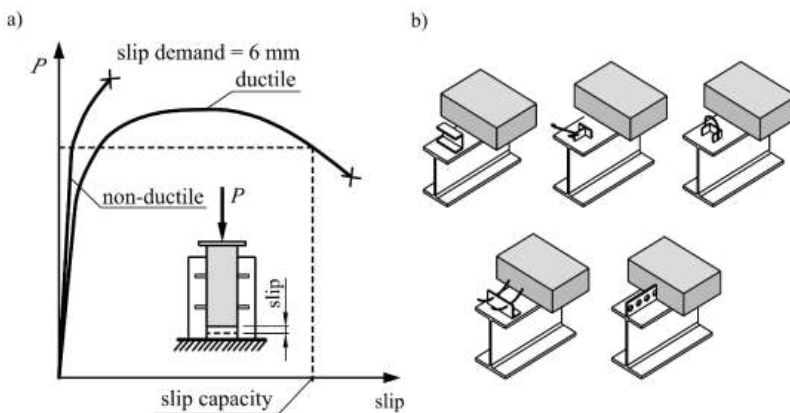 a)
b)
P
slip demand = 6 mm
ductile
non-ductile
P
slip
slip capacity
slip